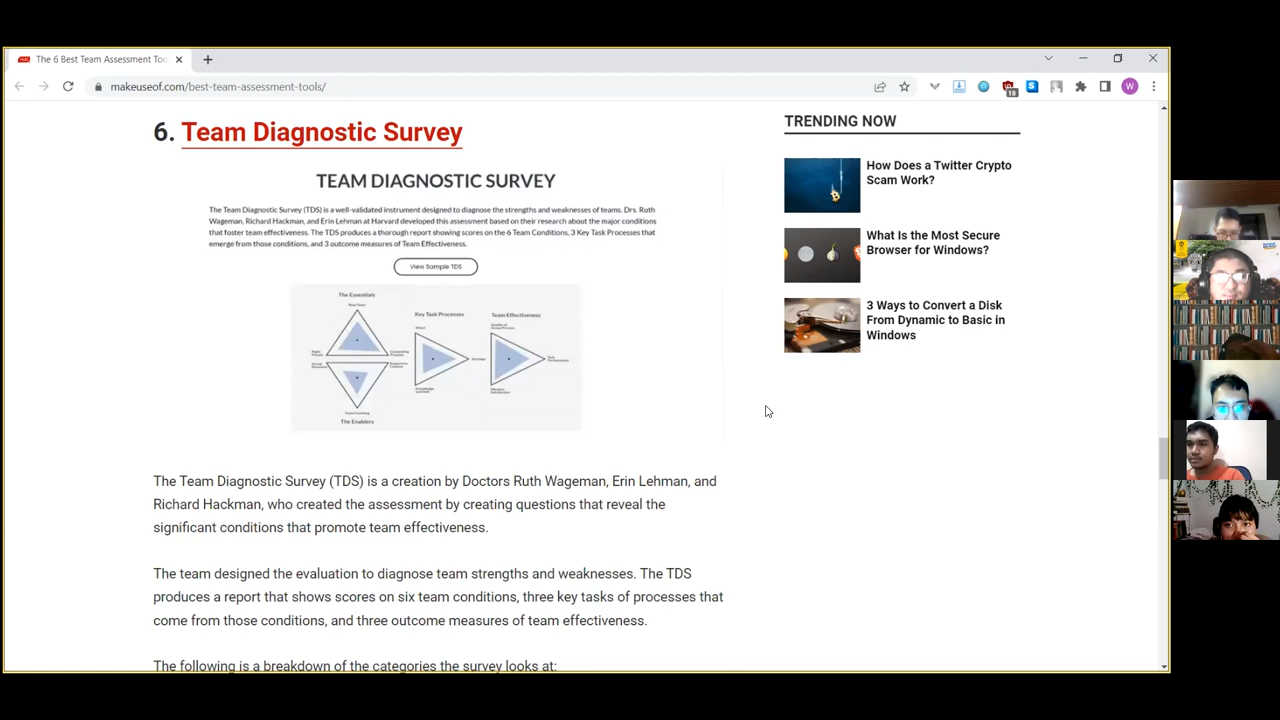 The 6 Best Team Assessment Too
makeuseof.com/best-team-assessment-tools/
18
W
6. Team Diagnostic Survey
TEAM DIAGNOSTIC SURVEY
The Team Diagnostic Survey (TDS) is a well-validated instrument designed to diagnose the strengths and weaknesses of teams. Drs. Ruth
Wageman, Richard Hackman, and Erin Lehman at Harvard developed this assessment based on their research about the major conditions
that foster team effectiveness. The TDS produces a thorough report showing scores on the 6 Team Conditions, 3 Key Task Processes that
emerge from those conditions, and 3 outcome measures of Team Effectiveness.
View Sample TDS
The Essentials
Real Team
Key Task Processes
Team Effectiveness
Effort
Strategy
Team Coaching
The Enablers
The Team Diagnostic Survey (TDS) is a creation by Doctors Ruth Wageman, Erin Lehman, and
Richard Hackman, who created the assessment by creating questions that reveal the
significant conditions that promote team effectiveness.
The team designed the evaluation to diagnose team strengths and weaknesses. The TDS
produces a report that shows scores on six team conditions, three key tasks of processes that
come from those conditions, and three outcome measures of team effectiveness.
The following is a breakdown of the categories the survey looks at:
TRENDING NOW
How Does a Twitter Crypto
Scam Work?
What Is the Most Secure
Browser for Windows?
3 Ways to Convert a Disk
From Dynamic to Basic in
Windows